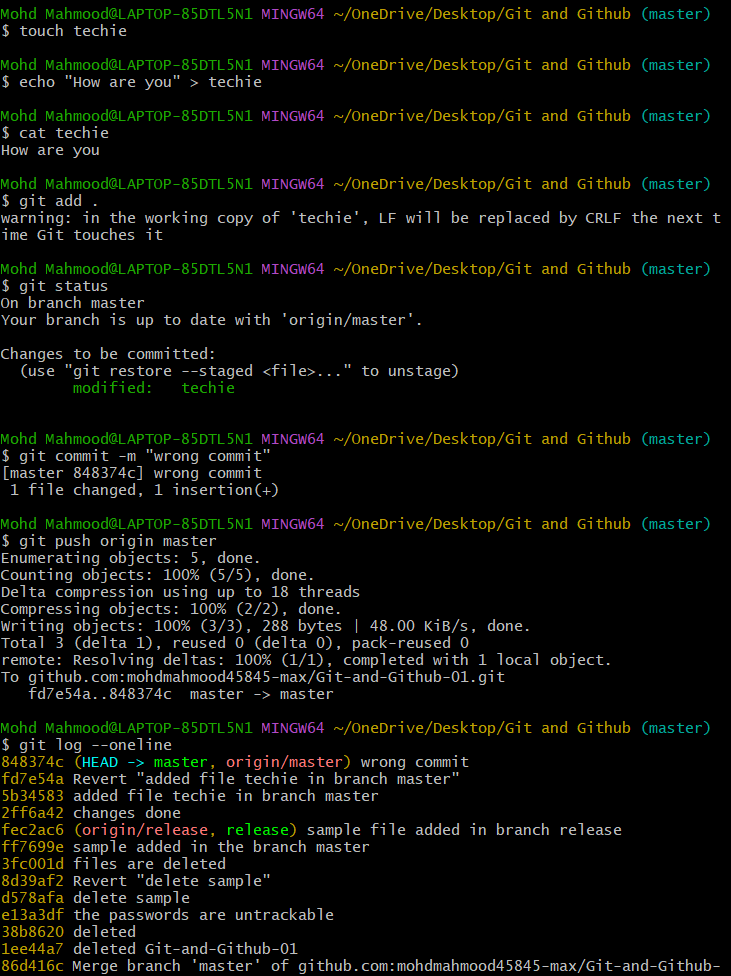 Mohd Mahmood@LAPTOP-85DTL5N1 MINGW64 ~/OneDrive/Desktop/Git and Github (master)
$ touch techie
Mohd Mahmood@LAPTOP-85DTL5N1 MINGW64 ~/OneDrive/Desktop/Git and Github (master)
$ echo "How are you" > techie
Mohd Mahmood@LAPTOP-85DTL5N1 MINGW64 ~/OneDrive/Desktop/Git and Github (master)
$ cat techie
How are you
Mohd Mahmood@LAPTOP-85DTL5N1 MINGW64 ~/OneDrive/Desktop/Git and Github (master)
$ git add .
warning: in the working copy of 'techie', LF will be replaced by CRLF the next t
ime Git touches it
Mohd Mahmood@LAPTOP-85DTL5N1 MINGW64 ~/OneDrive/Desktop/Git and Github (master)
$ git status
On branch master
Your branch is up to date with 'origin/master'.
Changes to be committed:
  (use "git restore --staged <file>..." to unstage)
        modified:   techie
Mohd Mahmood@LAPTOP-85DTL5N1 MINGW64 ~/OneDrive/Desktop/Git and Github (master)
$ git commit -m "wrong commit"
[master 848374c] wrong commit
 1 file changed, 1 insertion(+)
Mohd Mahmood@LAPTOP-85DTL5N1 MINGW64 ~/OneDrive/Desktop/Git and Github (master)
$ git push origin master
Enumerating objects: 5, done.
Counting objects: 100% (5/5), done.
Delta compression using up to 18 threads
Compressing objects: 100% (2/2), done.
Writing objects: 100% (3/3), 288 bytes | 48.00 KiB/s, done.
Total 3 (delta 1), reused 0 (delta 0), pack-reused 0
remote: Resolving deltas: 100% (1/1), completed with 1 local object.
To github.com:mohdmahmood45845-max/Git-and-Github-01.git
   fd7e54a..848374c  master -> master
Mohd Mahmood@LAPTOP-85DTL5N1 MINGW64 ~/OneDrive/Desktop/Git and Github (master)
$ git log --oneline
848374c (HEAD -> master, origin/master) wrong commit
fd7e54a Revert "added file techie in branch master"
5b34583 added file techie in branch master
2ff6a42 changes done
fec2ac6 (origin/release, release) sample file added in branch release
ff7699e sample added in the branch master
3fc001d files are deleted
8d39af2 Revert "delete sample"
d578afa delete sample
e13a3df the passwords are untrackable
38b8620 deleted
1ee44a7 deleted Git-and-Github-01
86d416c Merge branch 'master' of github.com:mohdmahmood45845-max/Git-and-Github-